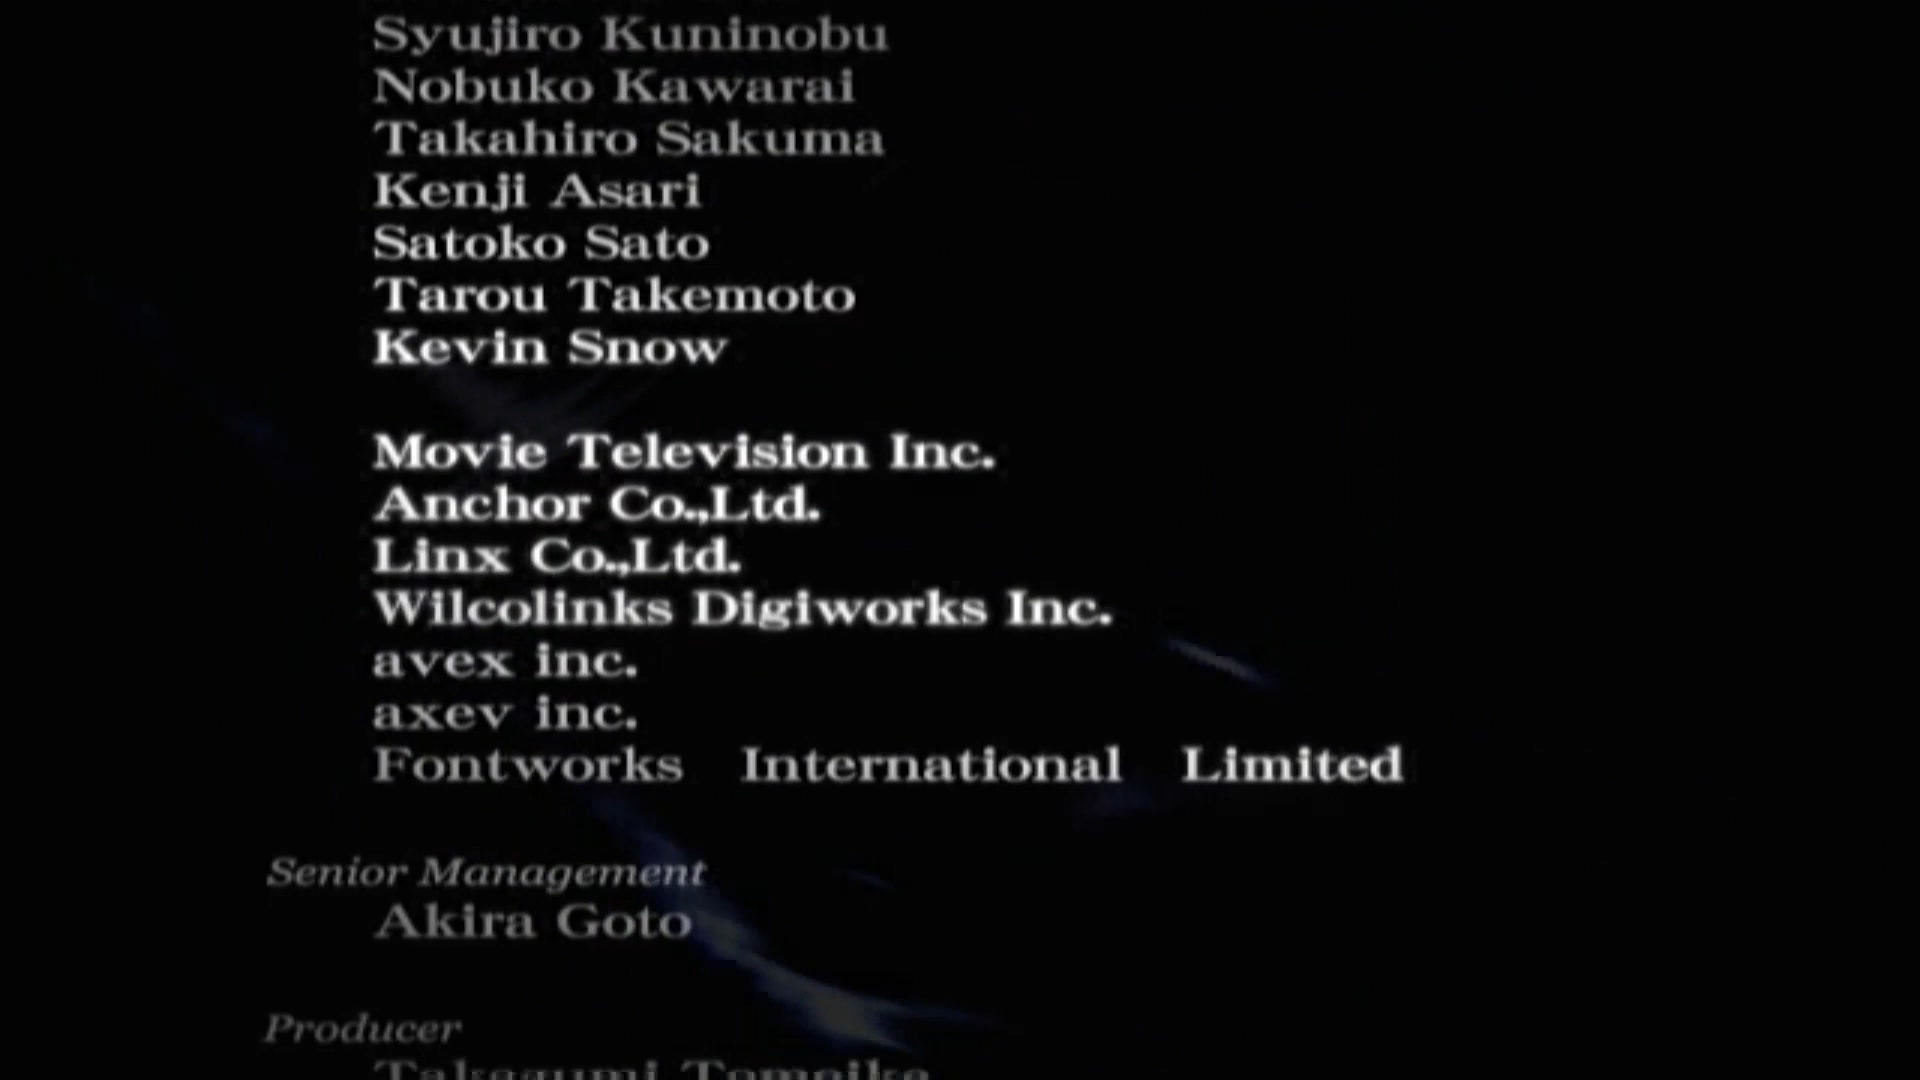 Syujiro Kuninobu
Nobuko Kawarai
Takahiro Sakuma
Kenji Asari
Satoko Sato
Tarou Takemoto
Kevin Snow
Movie Television Inc.
Anchor Co.,Ltd.
Linx Co.,Ltd.
Wilcolinks Digiworks Inc.
avex inc.
axev inc.
Fontworks International Limited
Senior Management
Akira Goto
Producer